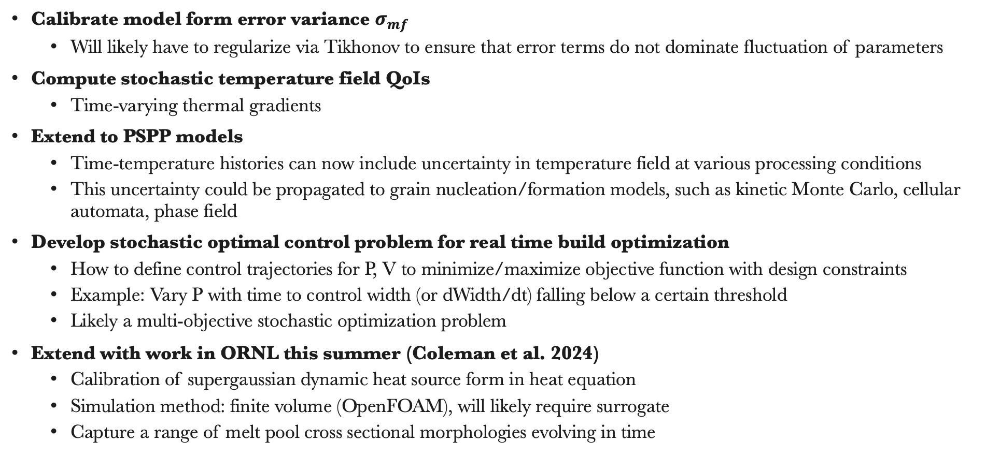 • Calibrate model form error variance σ_mf
• Will likely have to regularize via Tikhonov to ensure that error terms do not dominate fluctuation of parameters
• Compute stochastic temperature field QoIs
• Time-varying thermal gradients
• Extend to PSPP models
• Time-temperature histories can now include uncertainty in temperature field at various processing conditions
• This uncertainty could be propagated to grain nucleation/formation models, such as kinetic Monte Carlo, cellular
automata, phase field
• Develop stochastic optimal control problem for real time build optimization
• How to define control trajectories for P, V to minimize/maximize objective function with design constraints
• Example: Vary P with time to control width (or dWidth/dt) falling below a certain threshold
• Likely a multi-objective stochastic optimization problem
• Extend with work in ORNL this summer (Coleman et al. 2024)
• Calibration of supergaussian dynamic heat source form in heat equation
• Simulation method: finite volume (OpenFOAM), will likely require surrogate
• Capture a range of melt pool cross sectional morphologies evolving in time